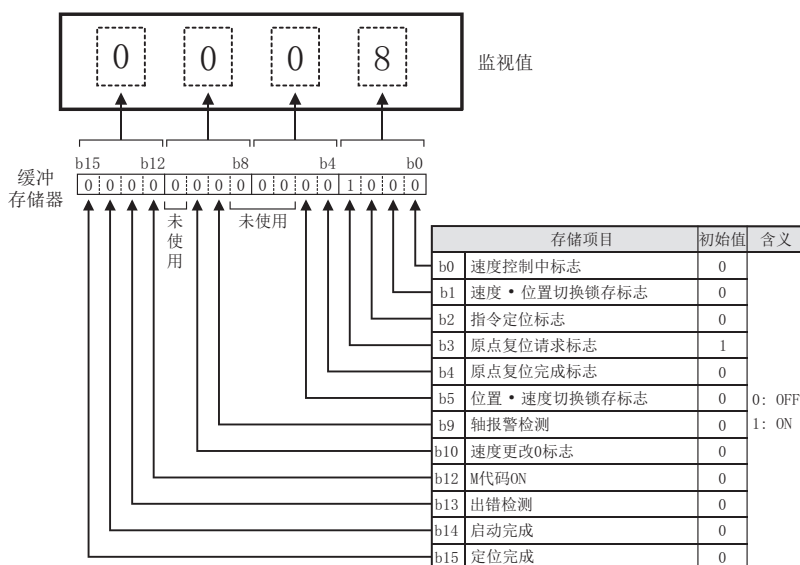 0 0 0 8
监视值
b15 b12 b8 b4 b0
缓冲
存储器
0 0 0 0 0 0 0 0 0 0 0 0 1 0 0 0
未
使
用
未使用
存储项目 初始值 含义
b0 速度控制中标志 0
b1 速度•位置切换锁存标志 0
b2 指令定位标志 0
b3 原点复位请求标志 1
b4 原点复位完成标志 0
b5 位置•速度切换锁存标志 0
0: OFF
b9 轴报警检测 0
1: ON
b10 速度更改0标志 0
b12 M代码ON 0
b13 出错检测 0
b14 启动完成 0
b15 定位完成 0